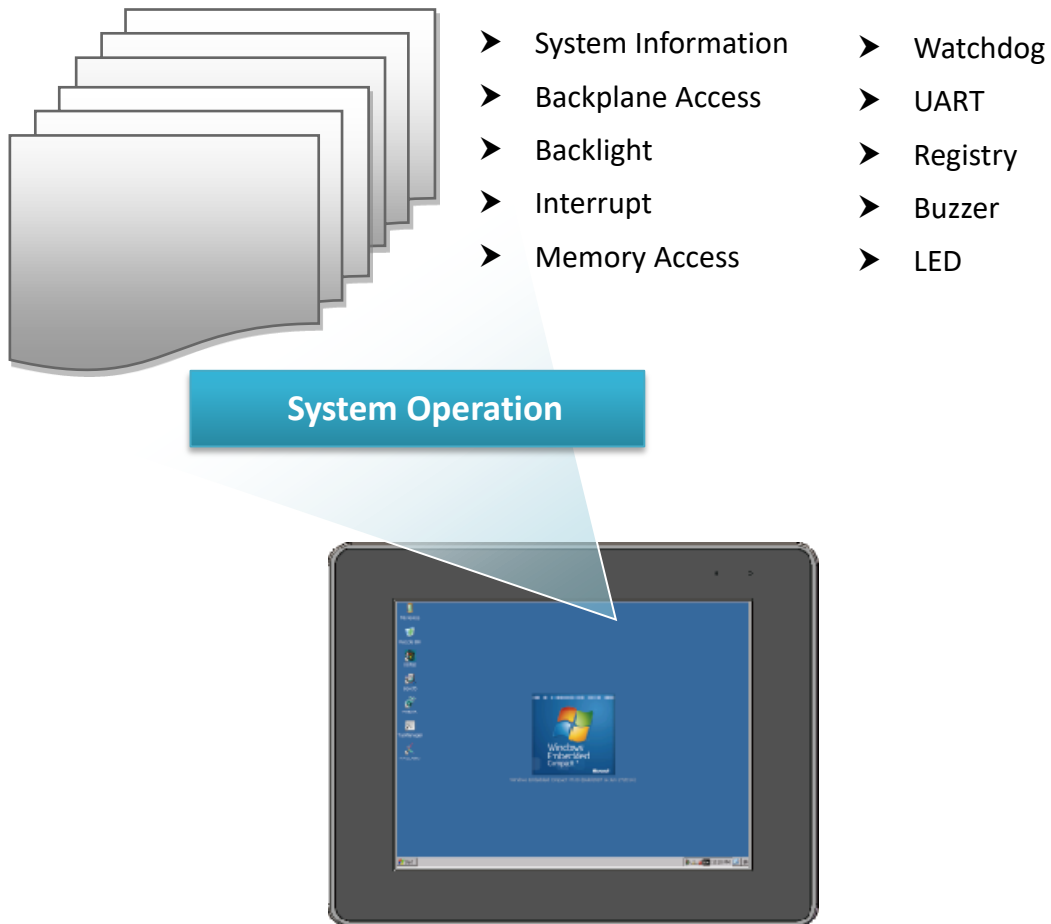 System Information
Backplane Access
Backlight
Interrupt
Memory Access
Watchdog
UART
Registry
Buzzer
LED
System Operation
Windows
Embedded
Compact 7
Microsoft